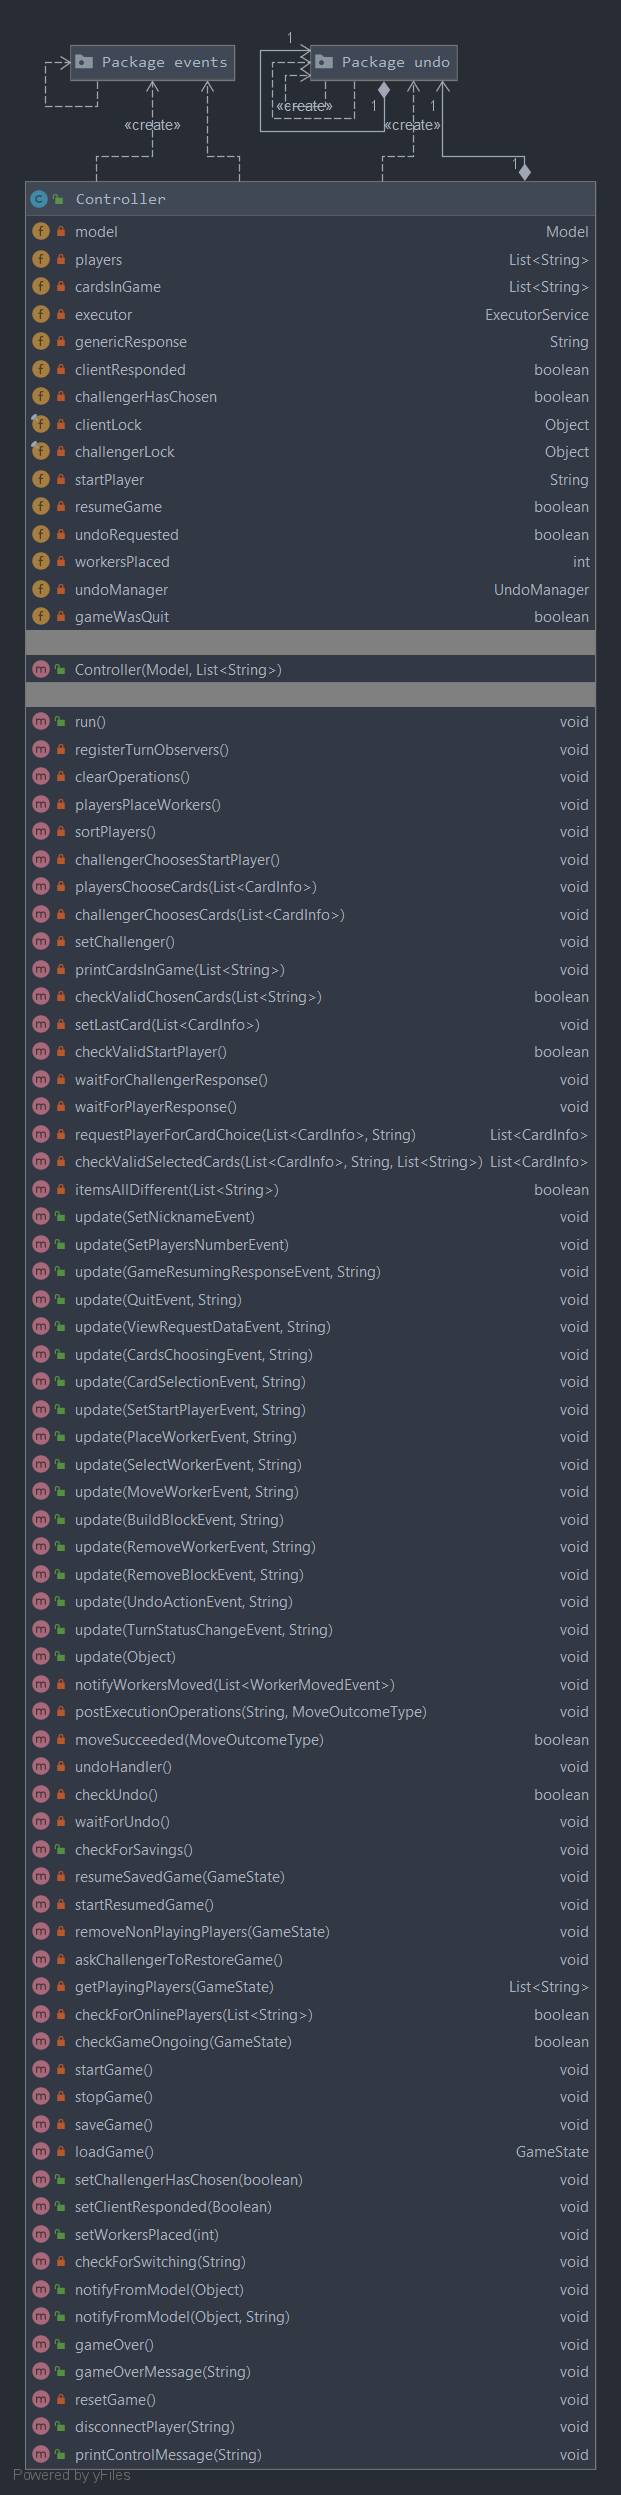 1
Package events
Package undo
«create»
1
«create»
1
1
C Controller
f model Model
f players List<String>
f cardsInGame List<String>
f executor ExecutorService
f genericResponse String
f clientResponded boolean
f challengerHasChosen boolean
f clientLock Object
f challengerLock Object
f startPlayer String
f resumeGame boolean
f undoRequested boolean
f workersPlaced int
f undoManager UndoManager
f gameWasQuit boolean
m Controller(Model, List<String>)
m run() void
m registerTurnObservers() void
m clearOperations() void
m playersPlaceWorkers() void
m sortPlayers() void
m challengerChoosesStartPlayer() void
m playersChooseCards(List<CardInfo>) void
m challengerChoosesCards(List<CardInfo>) void
m setChallenger() void
m printCardsInGame(List<String>) void
m checkValidChosenCards(List<String>) boolean
m setLastCard(List<CardInfo>) void
m checkValidStartPlayer() boolean
m waitForChallengerResponse() void
m waitForPlayerResponse() void
m requestPlayerForCardChoice(List<CardInfo>, String) List<CardInfo>
m checkValidSelectedCards(List<CardInfo>, String, List<String>) List<CardInfo>
m itemsAllDifferent(List<String>) boolean
m update(SetNicknameEvent) void
m update(SetPlayersNumberEvent) void
m update(GameResumingResponseEvent, String) void
m update(QuitEvent, String) void
m update(ViewRequestDataEvent, String) void
m update(CardsChoosingEvent, String) void
m update(CardSelectionEvent, String) void
m update(SetStartPlayerEvent, String) void
m update(PlaceWorkerEvent, String) void
m update(SelectWorkerEvent, String) void
m update(MoveWorkerEvent, String) void
m update(BuildBlockEvent, String) void
m update(RemoveWorkerEvent, String) void
m update(RemoveBlockEvent, String) void
m update(UndoActionEvent, String) void
m update(TurnStatusChangeEvent, String) void
m update(Object) void
m notifyWorkersMoved(List<WorkerMovedEvent>) void
m postExecutionOperations(String, MoveOutcomeType) void
m moveSucceeded(MoveOutcomeType) boolean
m undoHandler() void
m checkUndo() boolean
m waitForUndo() void
m checkForSavings() void
m resumeSavedGame(GameState) void
m startResumedGame() void
m removeNonPlayingPlayers(GameState) void
m askChallengerToRestoreGame() void
m getPlayingPlayers(GameState) List<String>
m checkForOnlinePlayers(List<String>) boolean
m checkGameOngoing(GameState) boolean
m startGame() void
m stopGame() void
m saveGame() void
m loadGame() GameState
m setChallengerHasChosen(boolean) void
m setClientResponded(Boolean) void
m setWorkersPlaced(int) void
m checkForSwitching(String) void
m notifyFromModel(Object) void
m notifyFromModel(Object, String) void
m gameOver() void
m gameOverMessage(String) void
m resetGame() void
m disconnectPlayer(String) void
m printControlMessage(String) void
Powered by yFiles